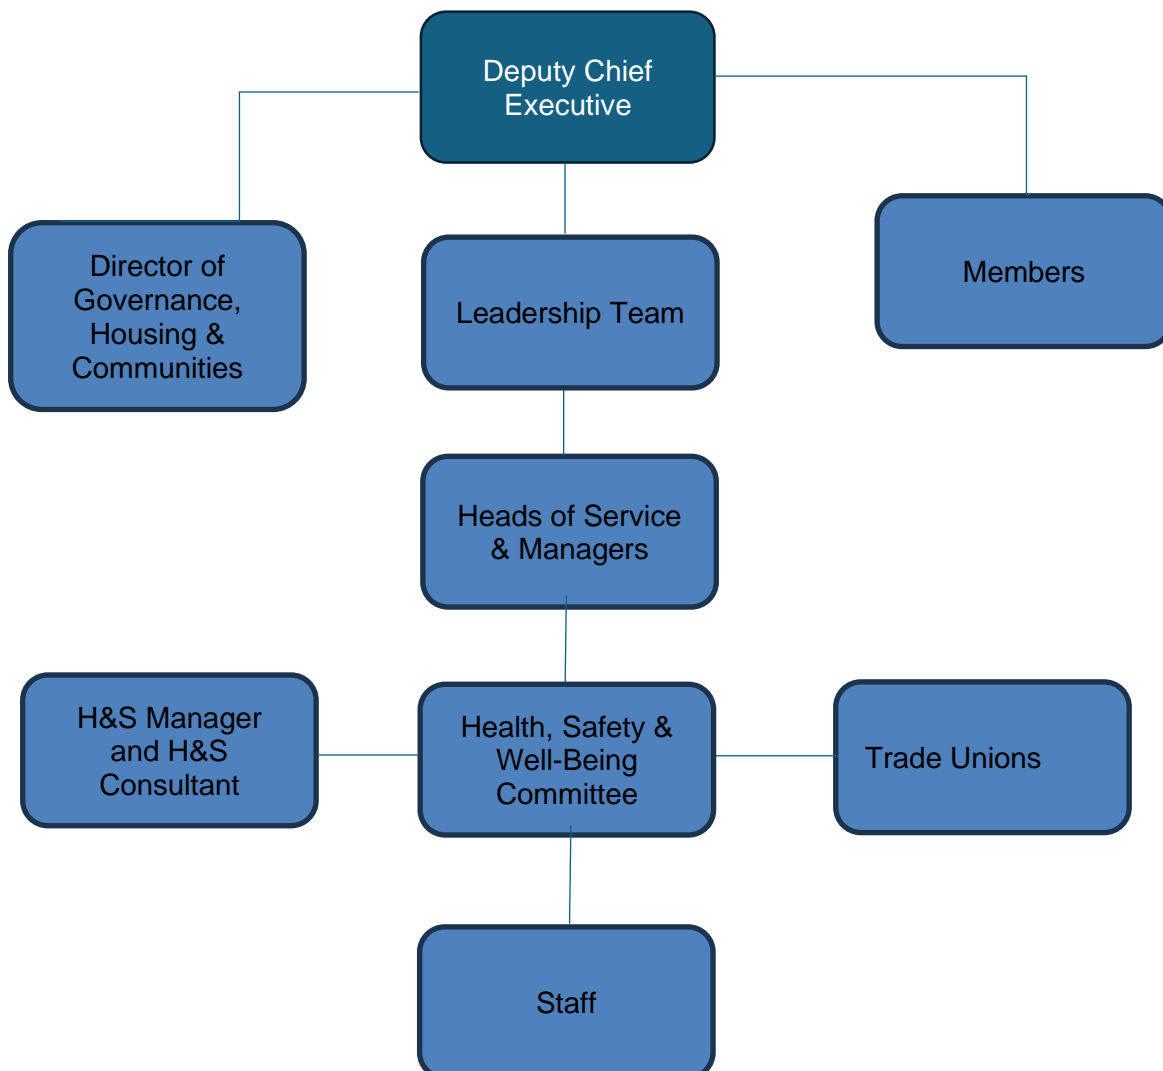 Deputy Chief
Executive
Director of
Governance,
Housing &
Communities
Leadership Team
Members
Heads of Service
& Managers
H&S Manager
and H&S
Consultant
Health, Safety &
Well-Being
Committee
Trade Unions
Staff